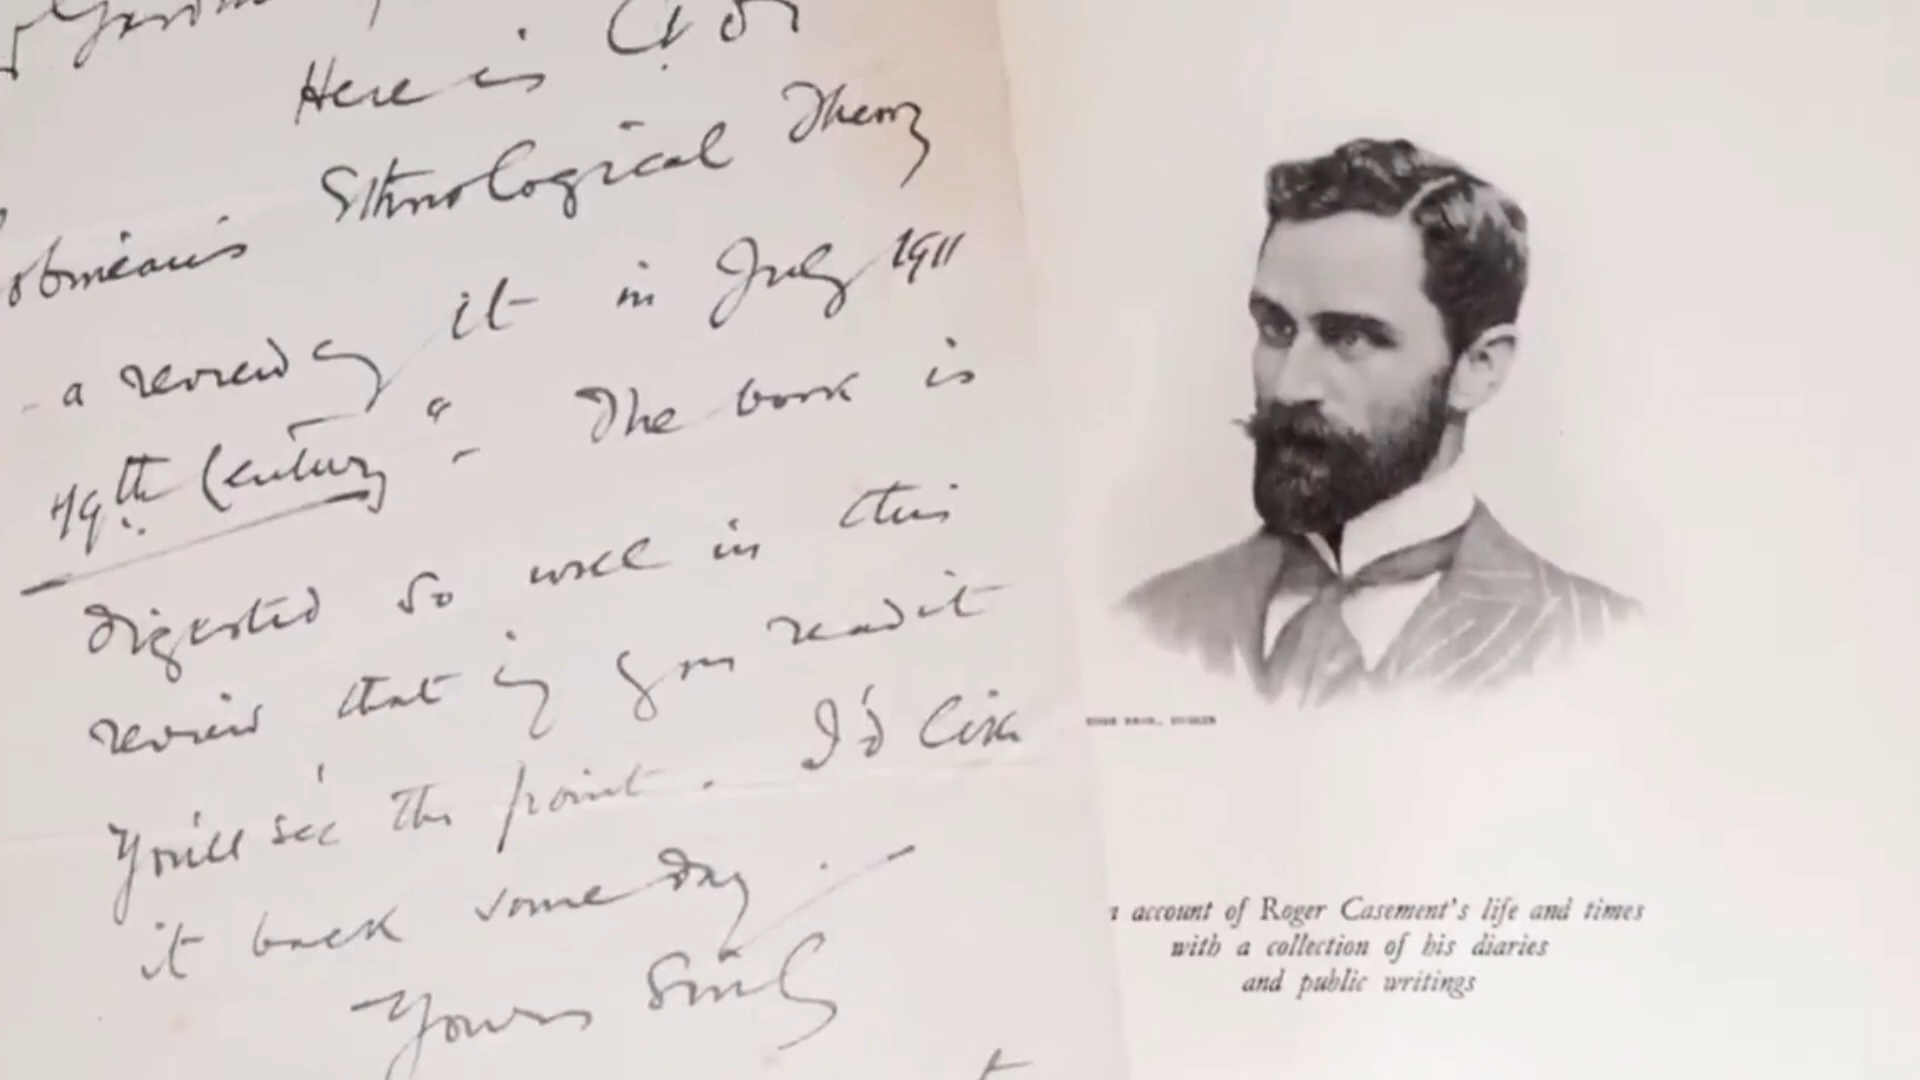 Here is
Ethnological Theory
- a review of it in July 1911
"19th Century" - The book is
digested so well in this
review that if you read it
You'll see the point. I'd like
it back some day.
Yours Sincly
account of Roger Casement's life and times
with a collection of his diaries
and public writings